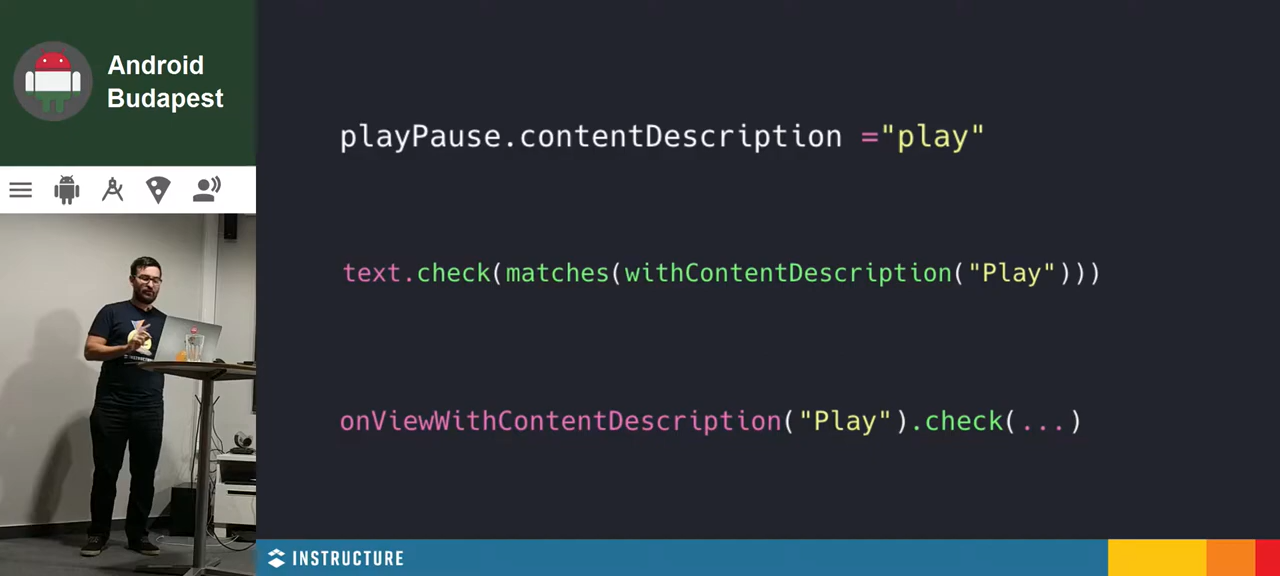 Android
Budapest
playPause.contentDescription ="play"
text.check(matches(withContentDescription("Play")))
onViewWithContentDescription("Play").check(...)
INSTRUCTURE